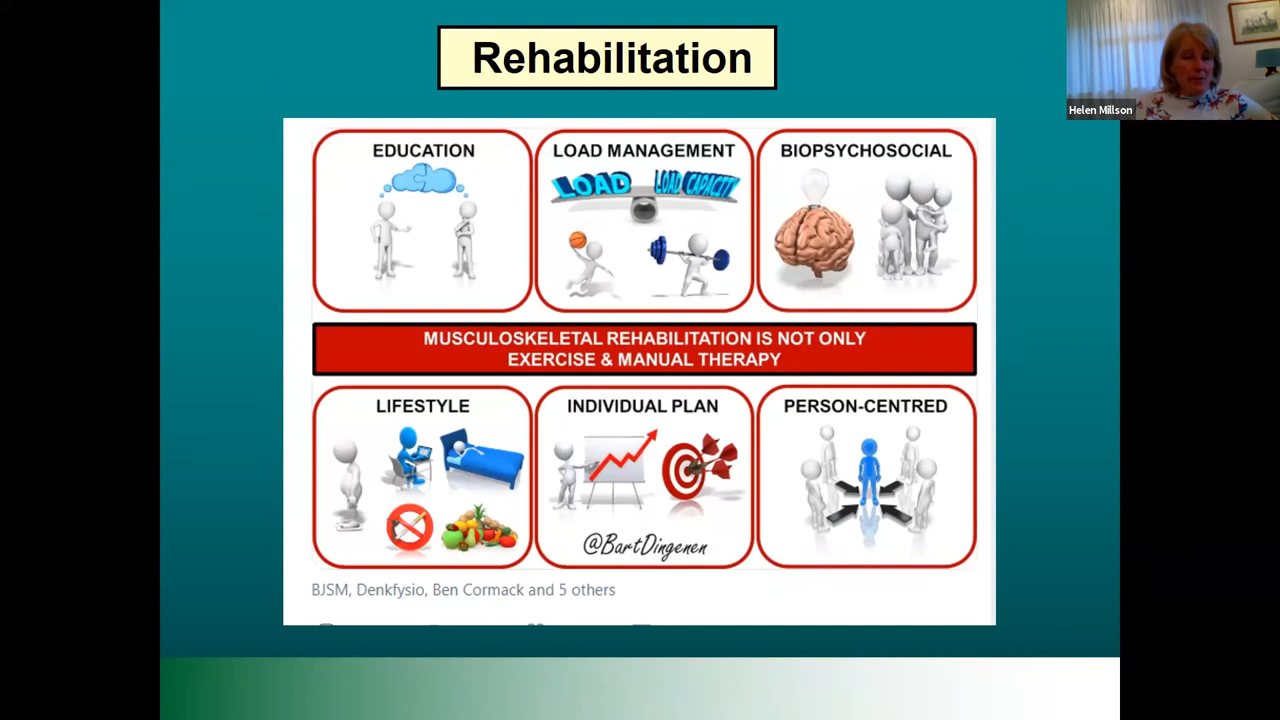 Rehabilitation
Helen Millson
EDUCATION
LOAD MANAGEMENT
BIOPSYCHOSOCIAL
LOAD
LOAD CAPACITY
MUSCULOSKELETAL REHABILITATION IS NOT ONLY
EXERCISE & MANUAL THERAPY
LIFESTYLE
INDIVIDUAL PLAN
PERSON-CENTRED
@BartDingenen
BJSM, Denkfysio, Ben Cormack and 5 others